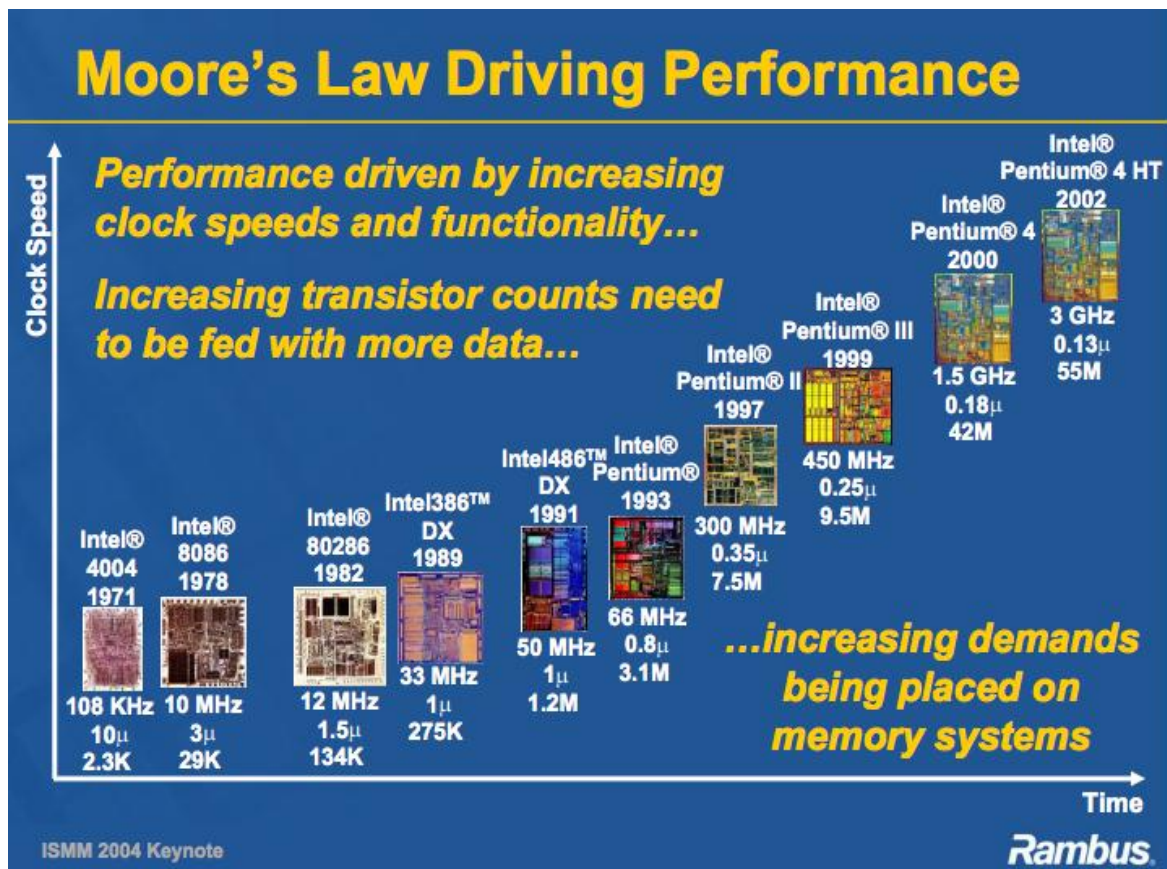 Moore's Law Driving Performance
Clock Speed
Performance driven by increasing
clock speeds and functionality…
Increasing transistor counts need
to be fed with more data…
Intel®
4004
1971
108 KHz
10μ
2.3K
Intel®
8086
1978
10 MHz
3μ
29K
Intel®
80286
1982
12 MHz
1.5μ
134K
Intel386™
DX
1989
33 MHz
1μ
275K
Intel486™
DX
1991
50 MHz
1μ
1.2M
Intel®
Pentium®
1993
66 MHz
0.8μ
3.1M
Intel®
Pentium® II
1997
300 MHz
0.35μ
7.5M
Intel®
Pentium® III
1999
450 MHz
0.25μ
9.5M
Intel®
Pentium® 4
2000
1.5 GHz
0.18μ
42M
Intel®
Pentium® 4 HT
2002
3 GHz
0.13μ
55M
…increasing demands
being placed on
memory systems
Time
ISMM 2004 Keynote
Rambus®